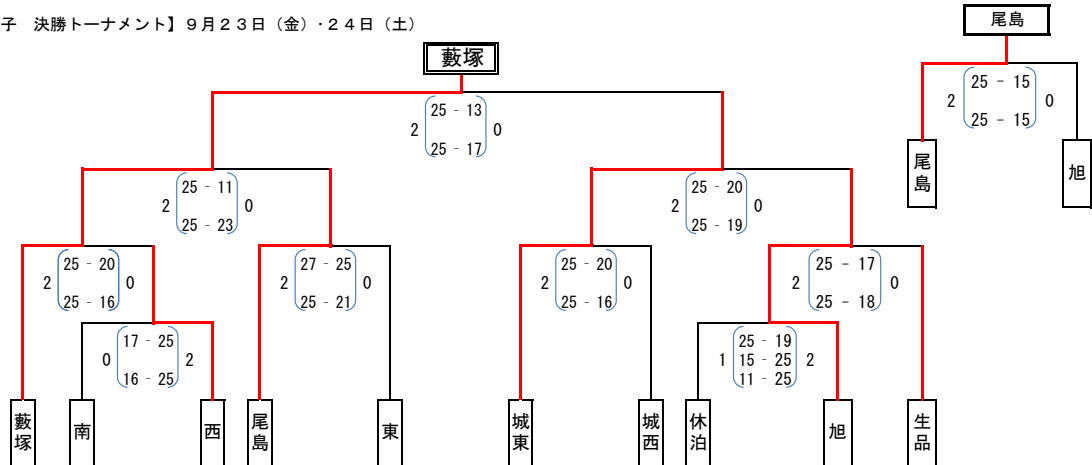 子　決勝トーナメント】９月２３日（金）・２４日（土）
尾島
藪塚
25 - 15
2 0
25 - 15
25 - 13
2 0
25 - 17
尾島
旭
25 - 11
2 0
25 - 23
25 - 20
2 0
25 - 19
25 - 20
2 0
25 - 16
27 - 25
2 0
25 - 21
25 - 20
2 0
25 - 16
25 - 17
2 0
25 - 18
17 - 25
0 2
16 - 25
25 - 19
1 15 - 25 2
11 - 25
藪塚
南
西
尾島
東
城東
城西
休泊
旭
生品